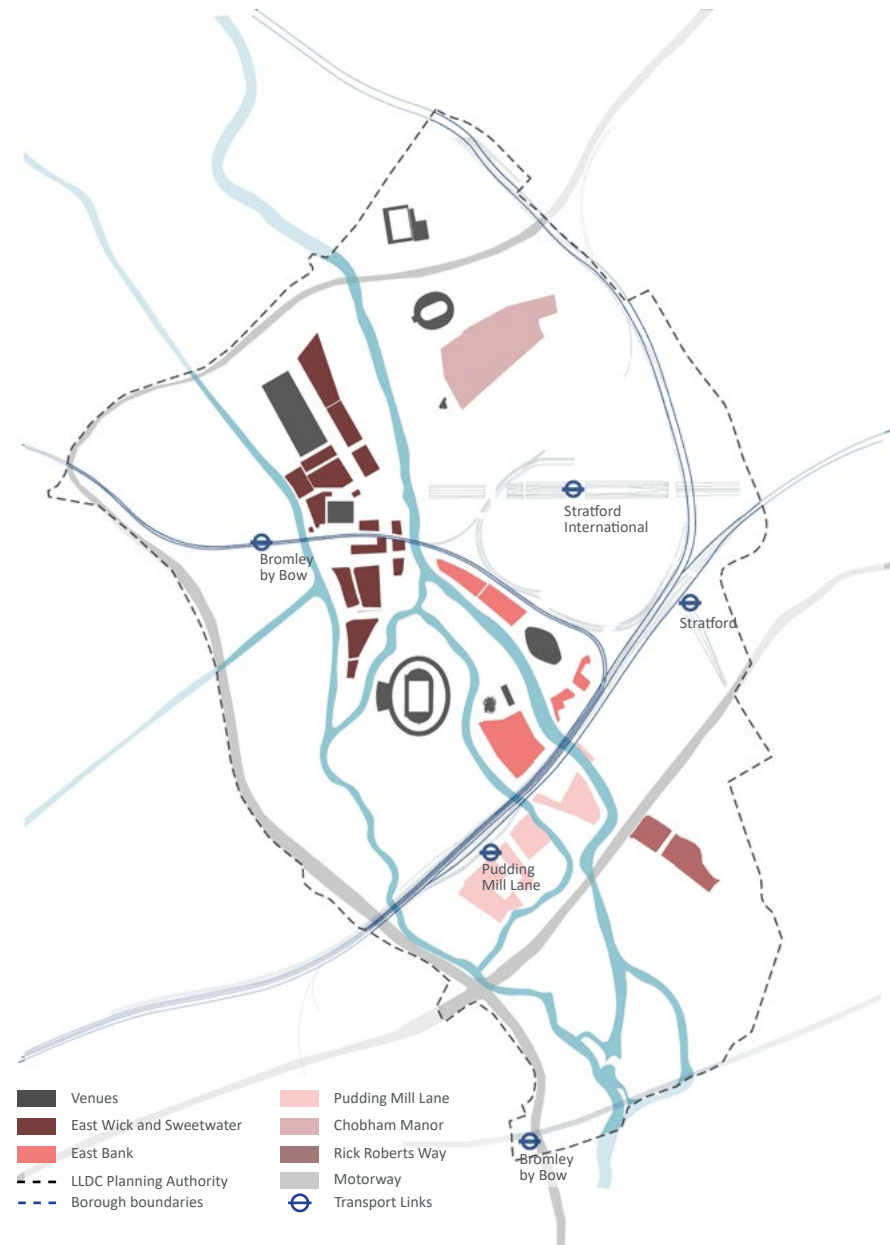 Stratford
International
Bromley
by Bow
Stratford
Pudding
Mill Lane
Bromley
by Bow
Venues
East Wick and Sweetwater
East Bank
LLDC Planning Authority
Borough boundaries
Pudding Mill Lane
Chobham Manor
Rick Roberts Way
Motorway
Transport Links